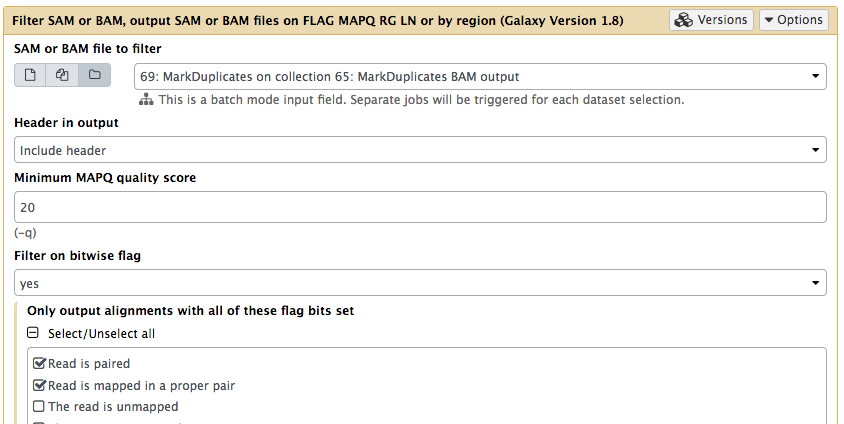 Filter SAM or BAM, output SAM or BAM files on FLAG MAPQ RG LN or by region (Galaxy Version 1.8)
Versions
Options
SAM or BAM file to filter
69: MarkDuplicates on collection 65: MarkDuplicates BAM output
This is a batch mode input field. Separate jobs will be triggered for each dataset selection.
Header in output
Include header
Minimum MAPQ quality score
20
(-q)
Filter on bitwise flag
yes
Only output alignments with all of these flag bits set
Select/Unselect all
Read is paired
Read is mapped in a proper pair
The read is unmapped